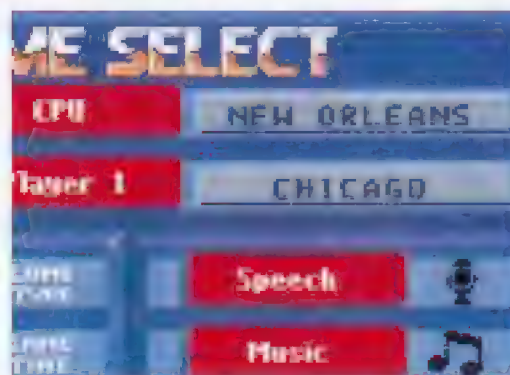 ME SELECT
CPU NEW ORLEANS
Player 1 CHICAGO
Speech
Music